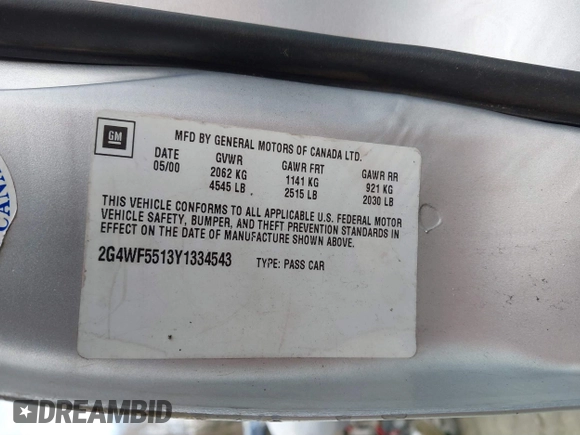 GM
MFD BY GENERAL MOTORS OF CANADA LTD.
DATE GVWR GAWR FRT GAWR RR
05/00 2062 KG 1141 KG 921 KG
4545 LB 2515 LB 2030 LB
THIS VEHICLE CONFORMS TO ALL APPLICABLE U.S. FEDERAL MOTOR
VEHICLE SAFETY, BUMPER, AND THEFT PREVENTION STANDARDS IN
EFFECT ON THE DATE OF MANUFACTURE SHOWN ABOVE.
2G4WF5513Y1334543 TYPE: PASS CAR
DREAMBID